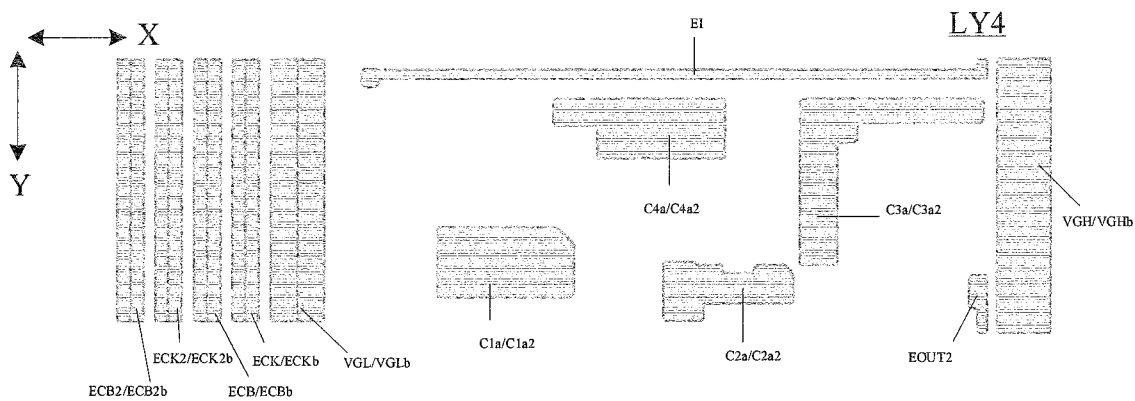 X
EI
LY4
Y
C4a/C4a2
C3a/C3a2
VGH/VGHb
C1a/C1a2
C2a/C2a2
EOUT2
ECK2/ECK2b
ECK/ECKb
VGL/VGLb
ECB2/ECB2b
ECB/ECBb